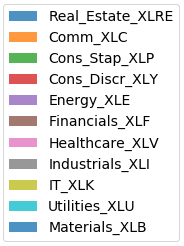 Real_Estate_XLRE
Comm_XLC
Cons_Stap_XLP
Cons_Discr_XLY
Energy_XLE
Financials_XLF
Healthcare_XLV
Industrials_XLI
IT_XLK
Utilities_XLU
Materials_XLB